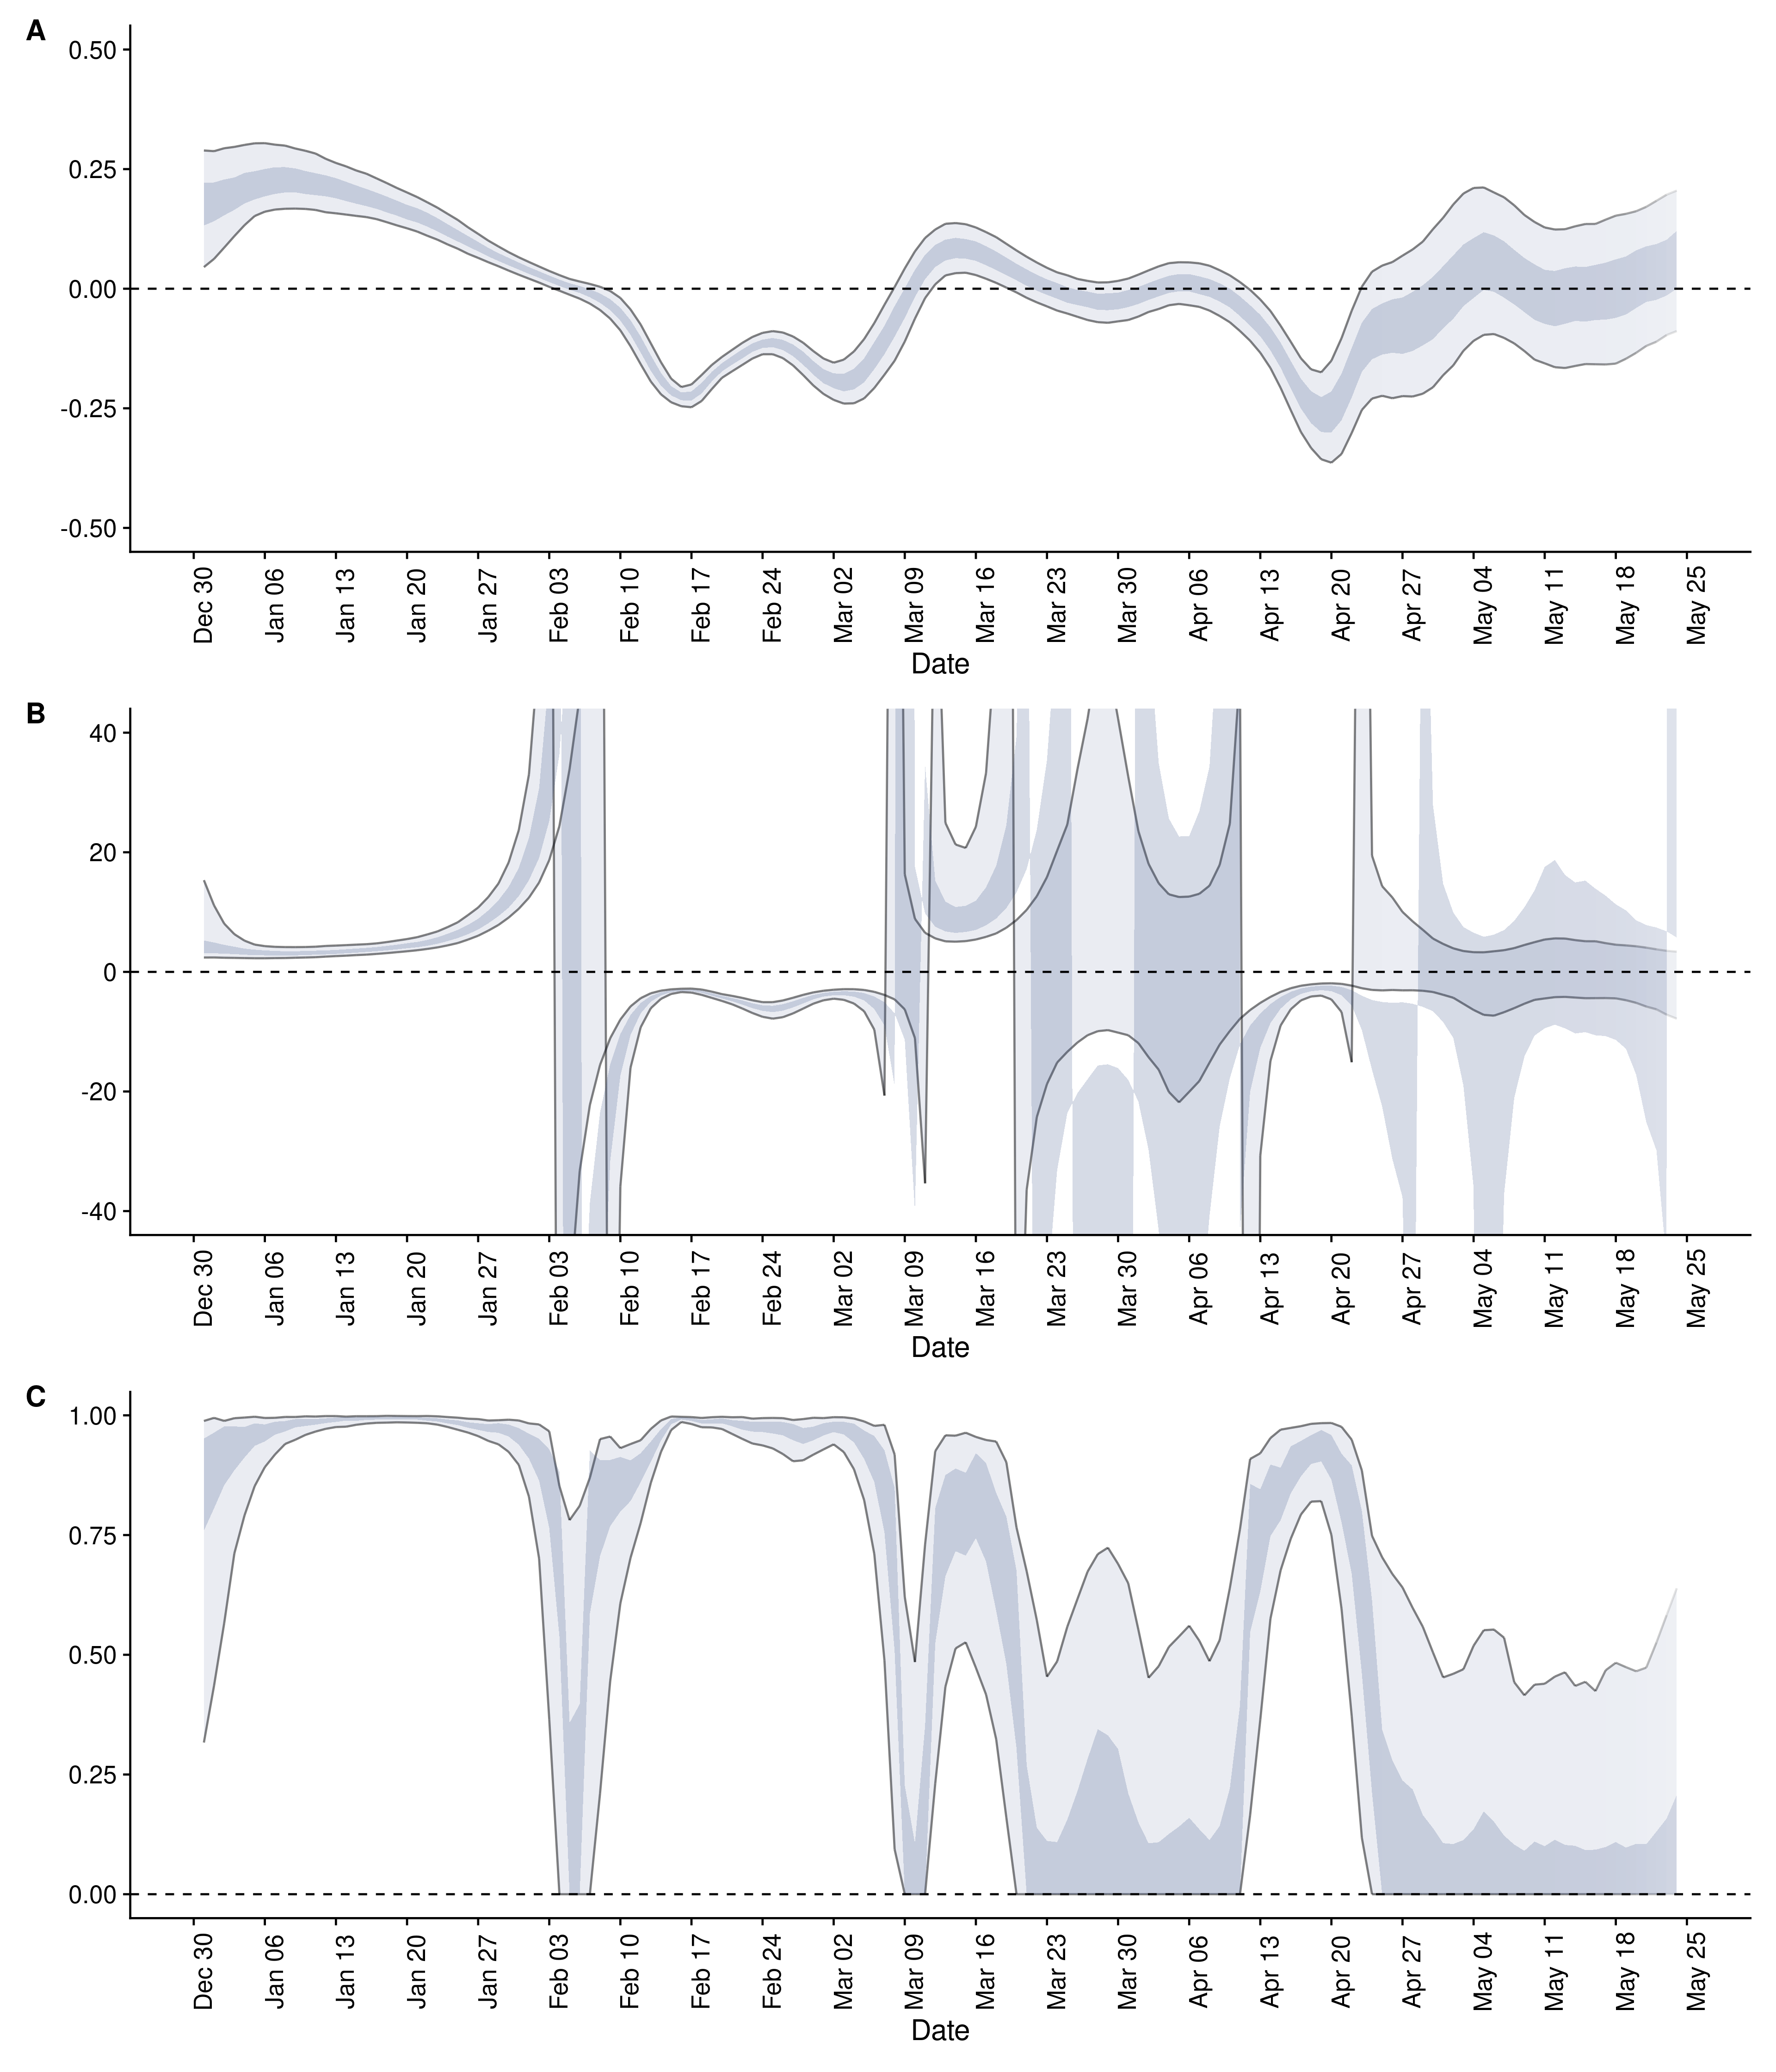 A
0.50
0.25
0.00
-0.25
-0.50
Dec 30
Jan 06
Jan 13
Jan 20
Jan 27
Feb 03
Feb 10
Feb 17
Feb 24
Mar 02
Mar 09
Mar 16
Mar 23
Mar 30
Apr 06
Apr 13
Apr 20
Apr 27
May 04
May 11
May 18
May 25
Date
B
40
20
0
-20
-40
Dec 30
Jan 06
Jan 13
Jan 20
Jan 27
Feb 03
Feb 10
Feb 17
Feb 24
Mar 02
Mar 09
Mar 16
Mar 23
Mar 30
Apr 06
Apr 13
Apr 20
Apr 27
May 04
May 11
May 18
May 25
Date
C
1.00
0.75
0.50
0.25
0.00
Dec 30
Jan 06
Jan 13
Jan 20
Jan 27
Feb 03
Feb 10
Feb 17
Feb 24
Mar 02
Mar 09
Mar 16
Mar 23
Mar 30
Apr 06
Apr 13
Apr 20
Apr 27
May 04
May 11
May 18
May 25
Date